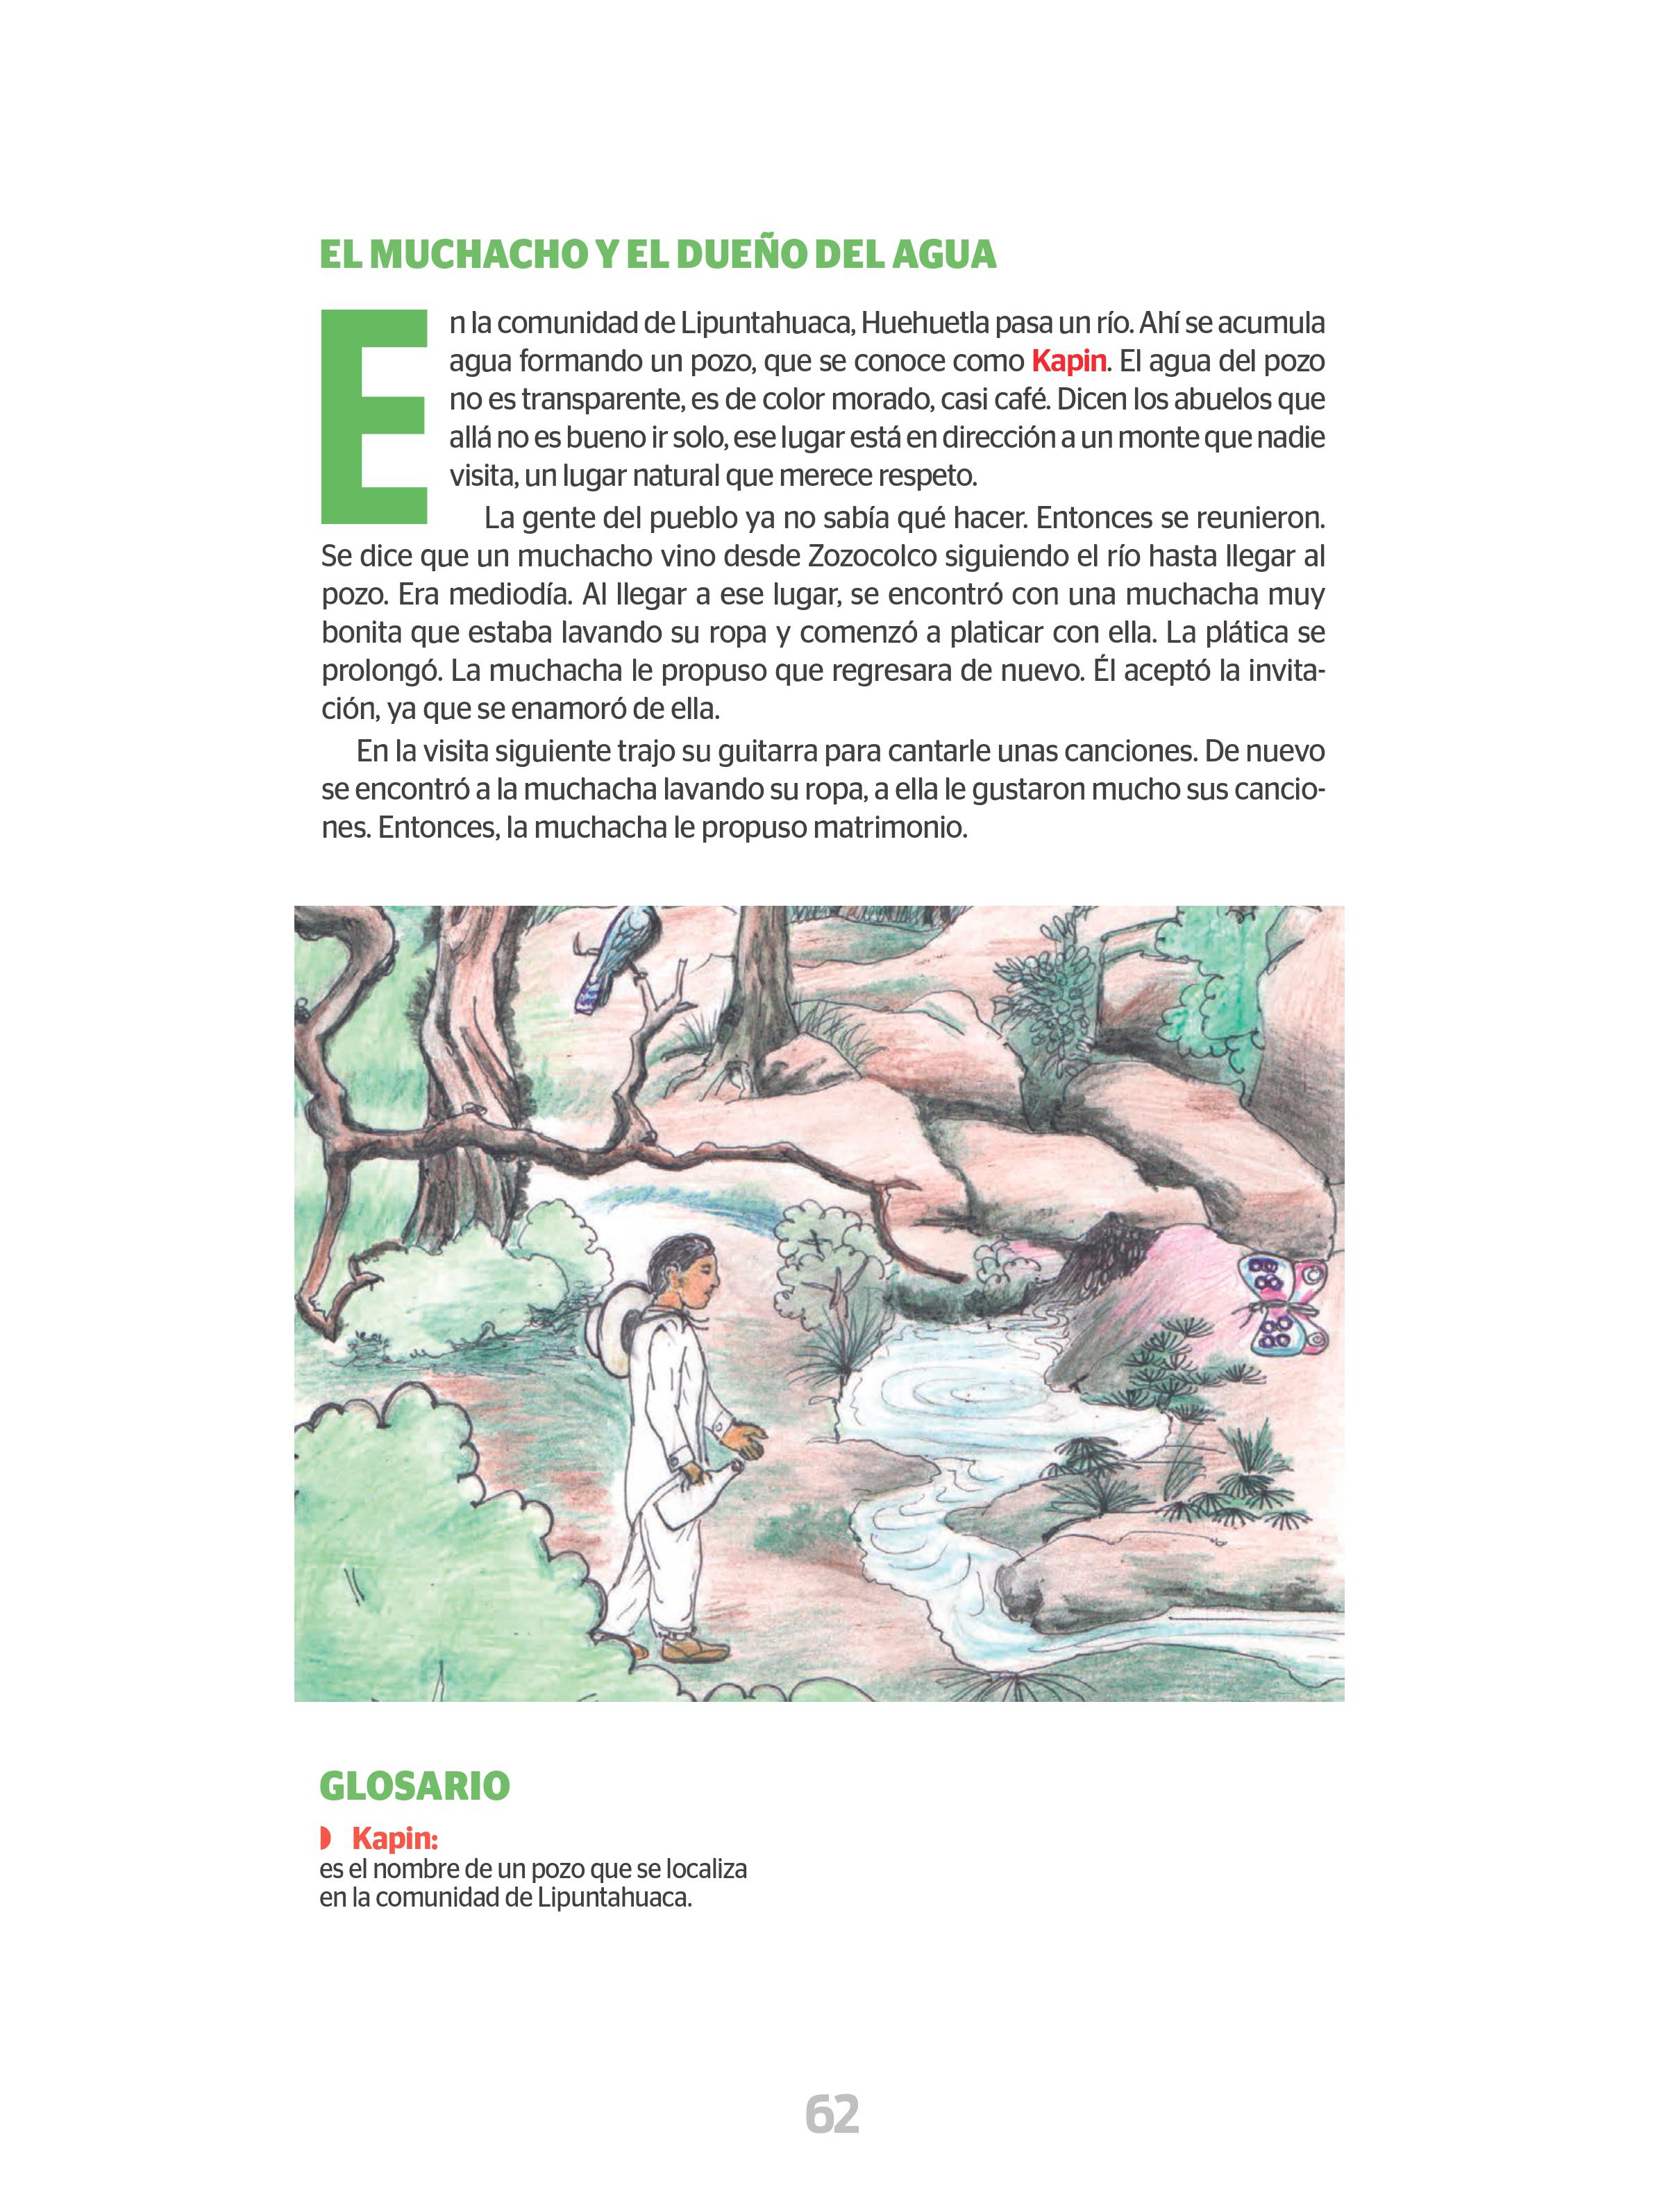 EL MUCHACHO Y EL DUEÑO DEL AGUA
En la comunidad de Lipuntahuaca, Huehuetla pasa un río. Ahí se acumula
agua formando un pozo, que se conoce como Kapin. El agua del pozo
no es transparente, es de color morado, casi café. Dicen los abuelos que
allá no es bueno ir solo, ese lugar está en dirección a un monte que nadie
visita, un lugar natural que merece respeto.
La gente del pueblo ya no sabía qué hacer. Entonces se reunieron.
Se dice que un muchacho vino desde Zozocolco siguiendo el río hasta llegar al
pozo. Era mediodía. Al llegar a ese lugar, se encontró con una muchacha muy
bonita que estaba lavando su ropa y comenzó a platicar con ella. La plática se
prolongó. La muchacha le propuso que regresara de nuevo. Él aceptó la invita-
ción, ya que se enamoró de ella.
En la visita siguiente trajo su guitarra para cantarle unas canciones. De nuevo
se encontró a la muchacha lavando su ropa, a ella le gustaron mucho sus cancio-
nes. Entonces, la muchacha le propuso matrimonio.
GLOSARIO
Kapin:
es el nombre de un pozo que se localiza
en la comunidad de Lipuntahuaca.
62